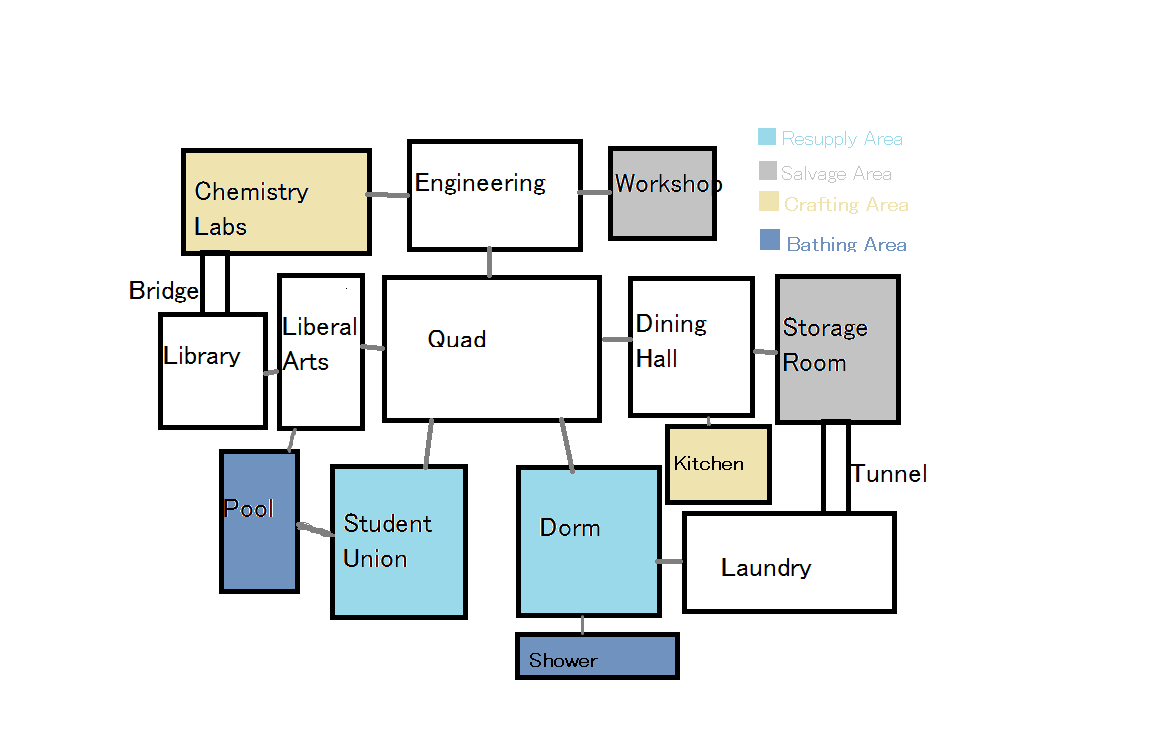 Resupply Area
Salvage Area
Crafting Area
Bathing Area
Chemistry
Labs
Engineering
Workshop
Bridge
Library
Liberal
Arts
Quad
Dining
Hall
Storage
Room
Kitchen
Tunnel
Pool
Student
Union
Dorm
Laundry
Shower